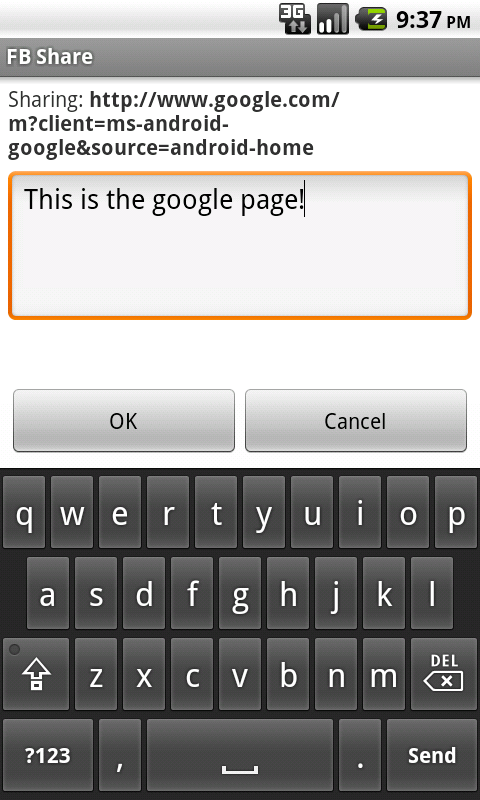 3G 9:37 PM
FB Share
Sharing: http://www.google.com/
m?client=ms-android-
google&source=android-home
This is the google page!
OK Cancel
q w e r t y u i o p
a s d f g h j k l
z x c v b n m DEL
?123 , . Send